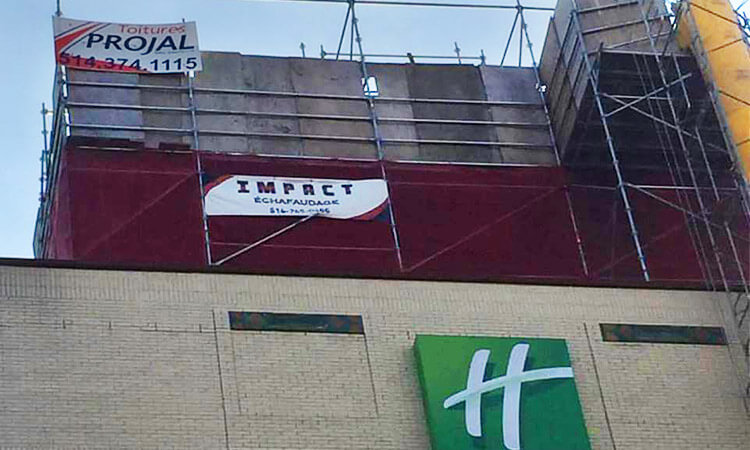 Toitures
PROJAL
514.374.1115
IMPACT
ÉCHAFAUDAGE
H